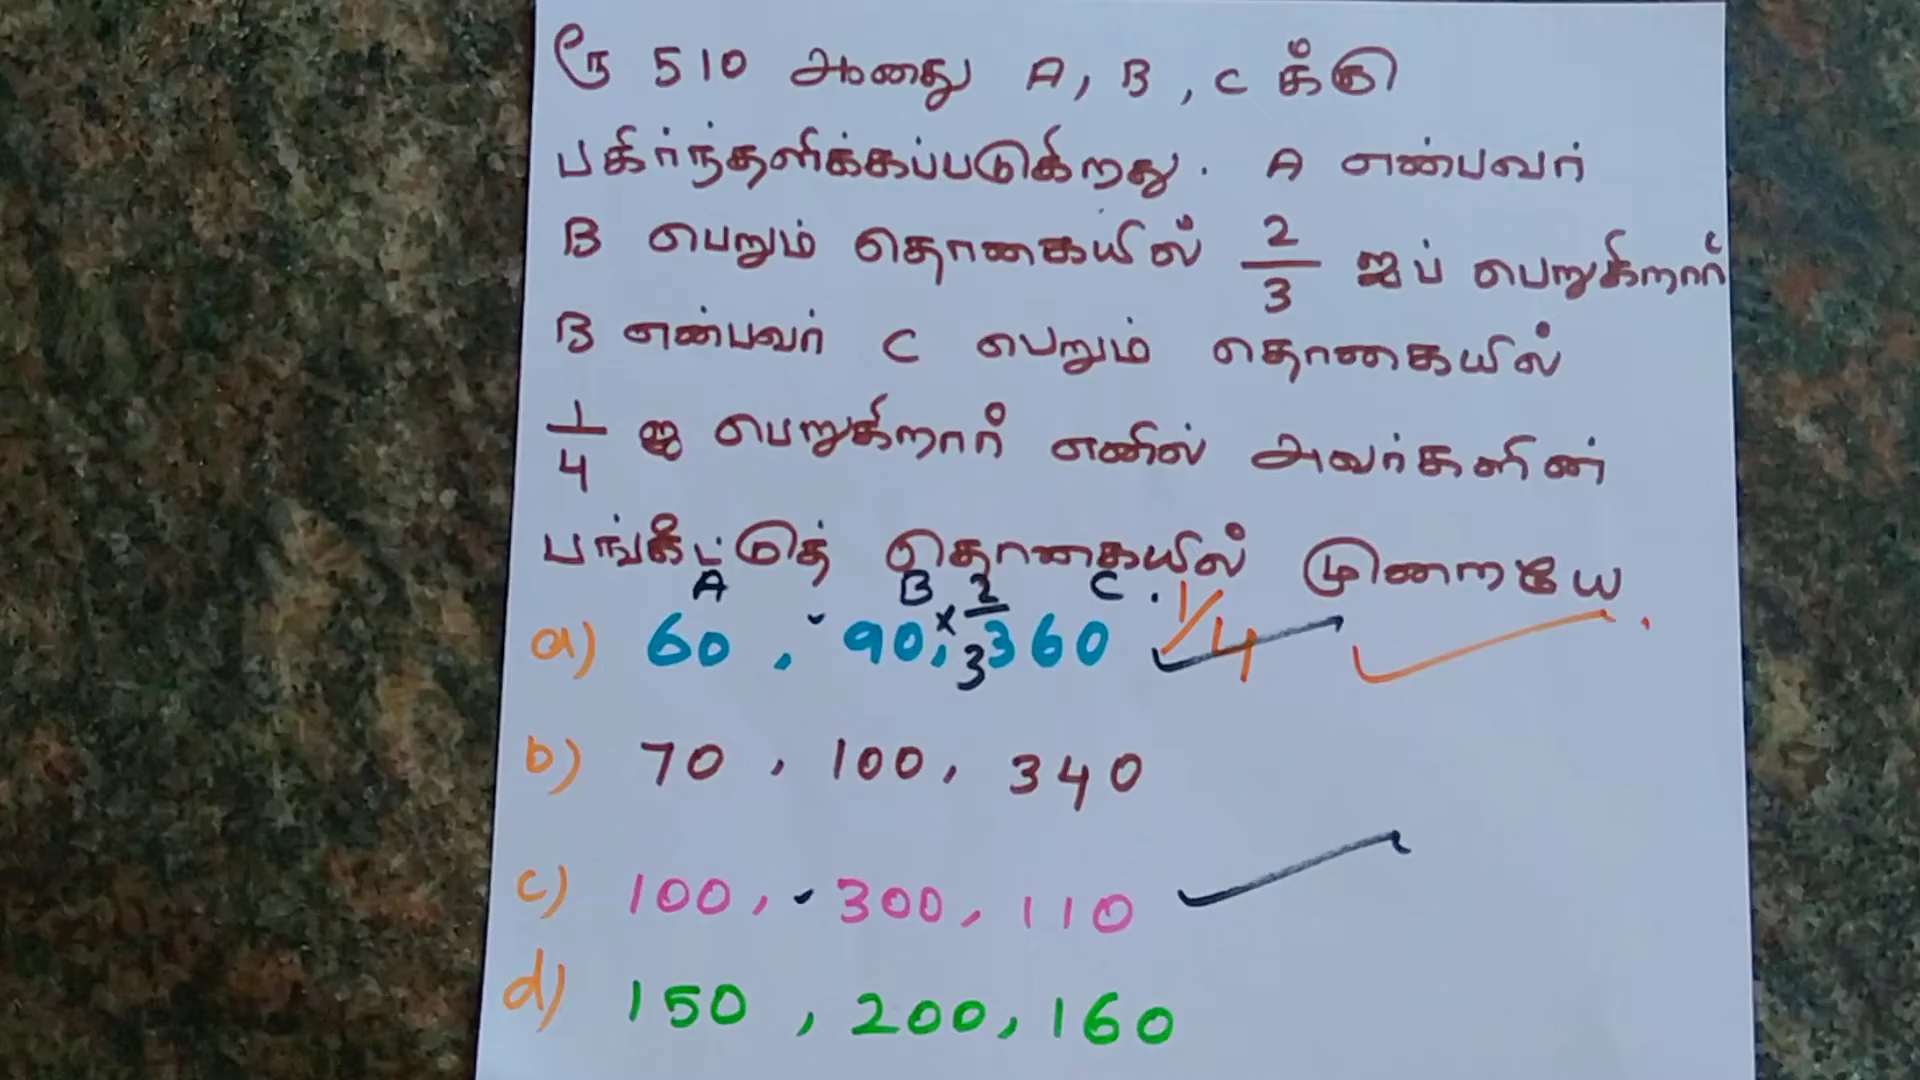 ரூ 510 ஆனது A, B, C க்கு
பகிர்ந்தளிக்கப்படுகிறது. A என்பவர்
B பெறும் தொகையில் 2/3 ஐப் பெறுகிறார்
B என்பவர் C பெறும் தொகையில்
1/4 ஐ பெறுகிறார் எனில் அவர்களின்
பங்கீட்டுத் தொகையில் முறையே
A B C
a) 60, 90, 360 × 2/3 1/4
b) 70, 100, 340
c) 100, 300, 110
d) 150, 200, 160